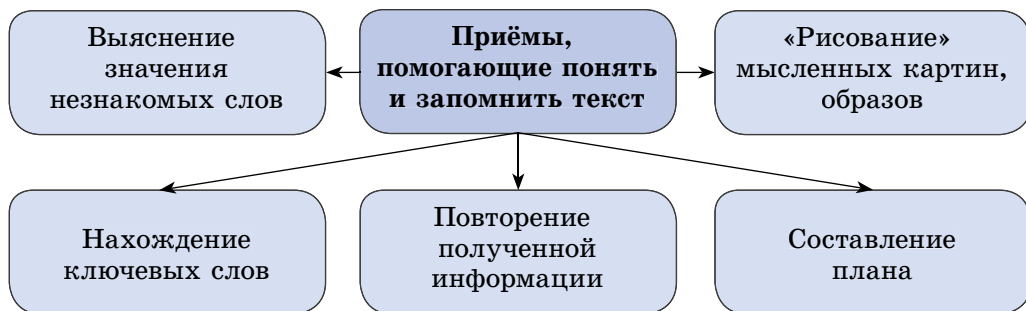 Выяснение
значения
незнакомых слов
Приёмы,
помогающие понять
и запомнить текст
«Рисование»
мысленных картин,
образов
Нахождение
ключевых слов
Повторение
полученной
информации
Составление
плана